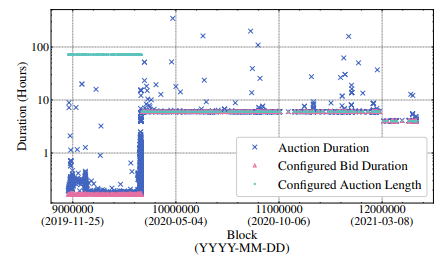 Duration (Hours)
100
10
1
Auction Duration
Configured Bid Duration
Configured Auction Length
9000000 10000000 11000000 12000000
(2019-11-25) (2020-05-04) (2020-10-06) (2021-03-08)
Block
(YYYY-MM-DD)